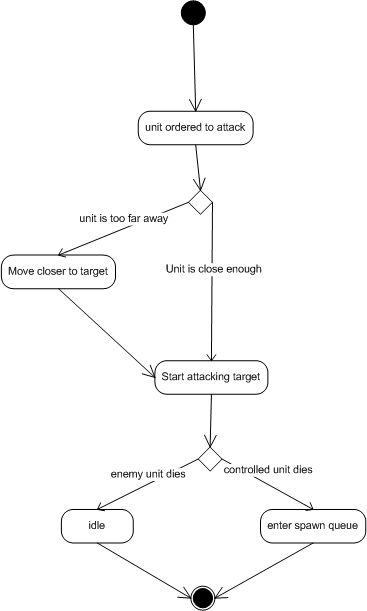 unit ordered to attack
unit is too far away
Move closer to target
Unit is close enough
Start attacking target
enemy unit dies
controlled unit dies
idle
enter spawn queue